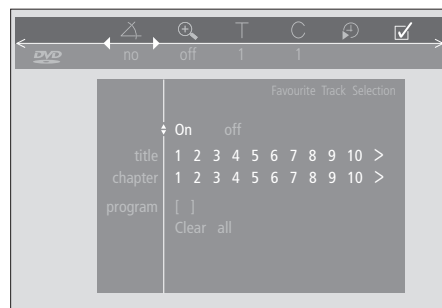 T C
DVD no off 1 1
Favourite Track Selection
On off
title 1 2 3 4 5 6 7 8 9 10 >
chapter 1 2 3 4 5 6 7 8 9 10 >
program [ ]
Clear all